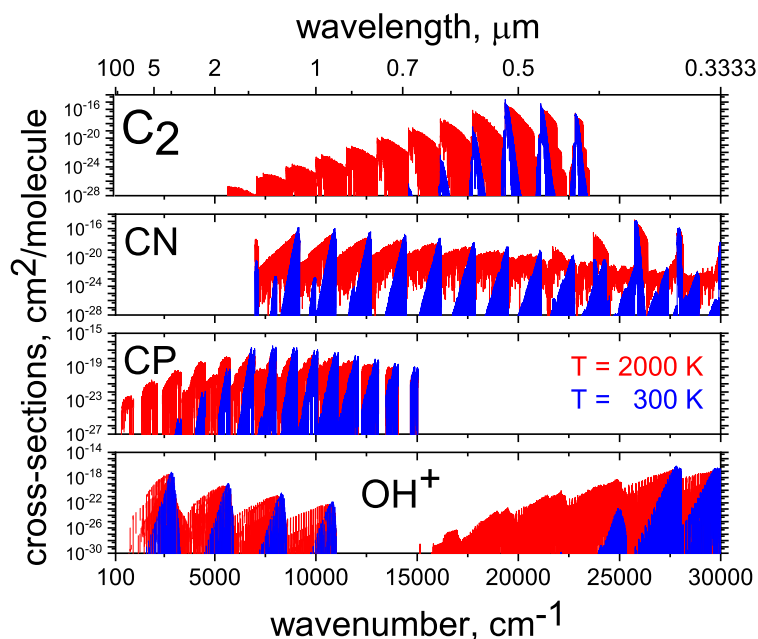 wavelength, μm
100 5 2 1 0.7 0.5 0.3333
cross-sections, cm2/molecule
10-16
10-20
10-24
10-28
C2
10-16
10-20
10-24
10-28
CN
10-15
10-19
10-23
10-27
CP
T = 2000 K
T = 300 K
10-14
10-18
10-22
10-26
10-30
OH+
100 5000 10000 15000 20000 25000 30000
wavenumber, cm-1